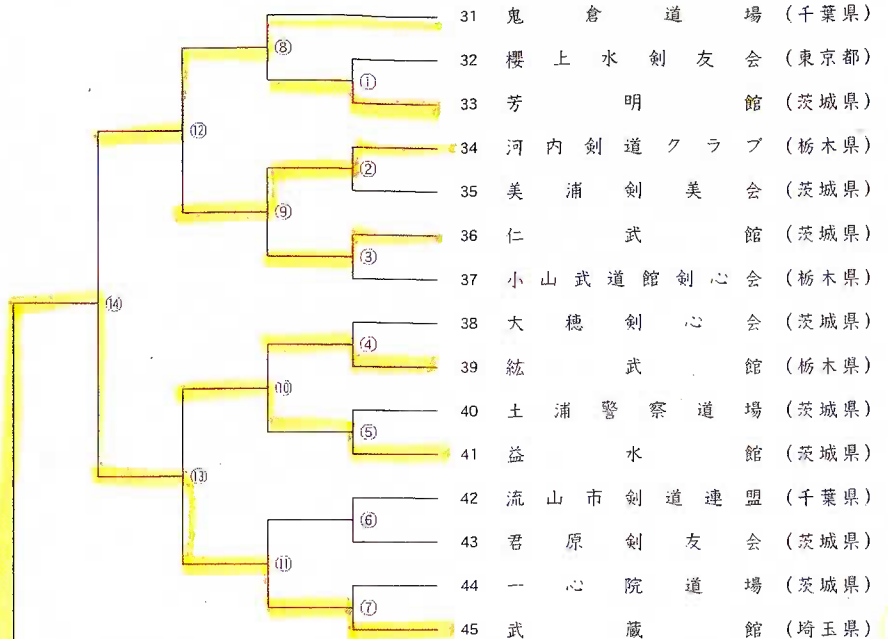 31 鬼倉道場 (千葉県)
⑧
32 櫻上水剣友会 (東京都)
①
33 芳明館 (茨城県)
⑫
34 河内剣道クラブ (栃木県)
②
35 美浦剣美会 (茨城県)
⑨
36 仁武館 (茨城県)
③
37 小山武道館剣心会 (栃木県)
⑭
38 大穂剣心会 (茨城県)
④
39 紘武館 (栃木県)
⑩
40 土浦警察道場 (茨城県)
⑤
41 益水館 (茨城県)
⑬
42 流山市剣道連盟 (千葉県)
⑥
43 君原剣友会 (茨城県)
⑪
44 一心院道場 (茨城県)
⑦
45 武蔵館 (埼玉県)